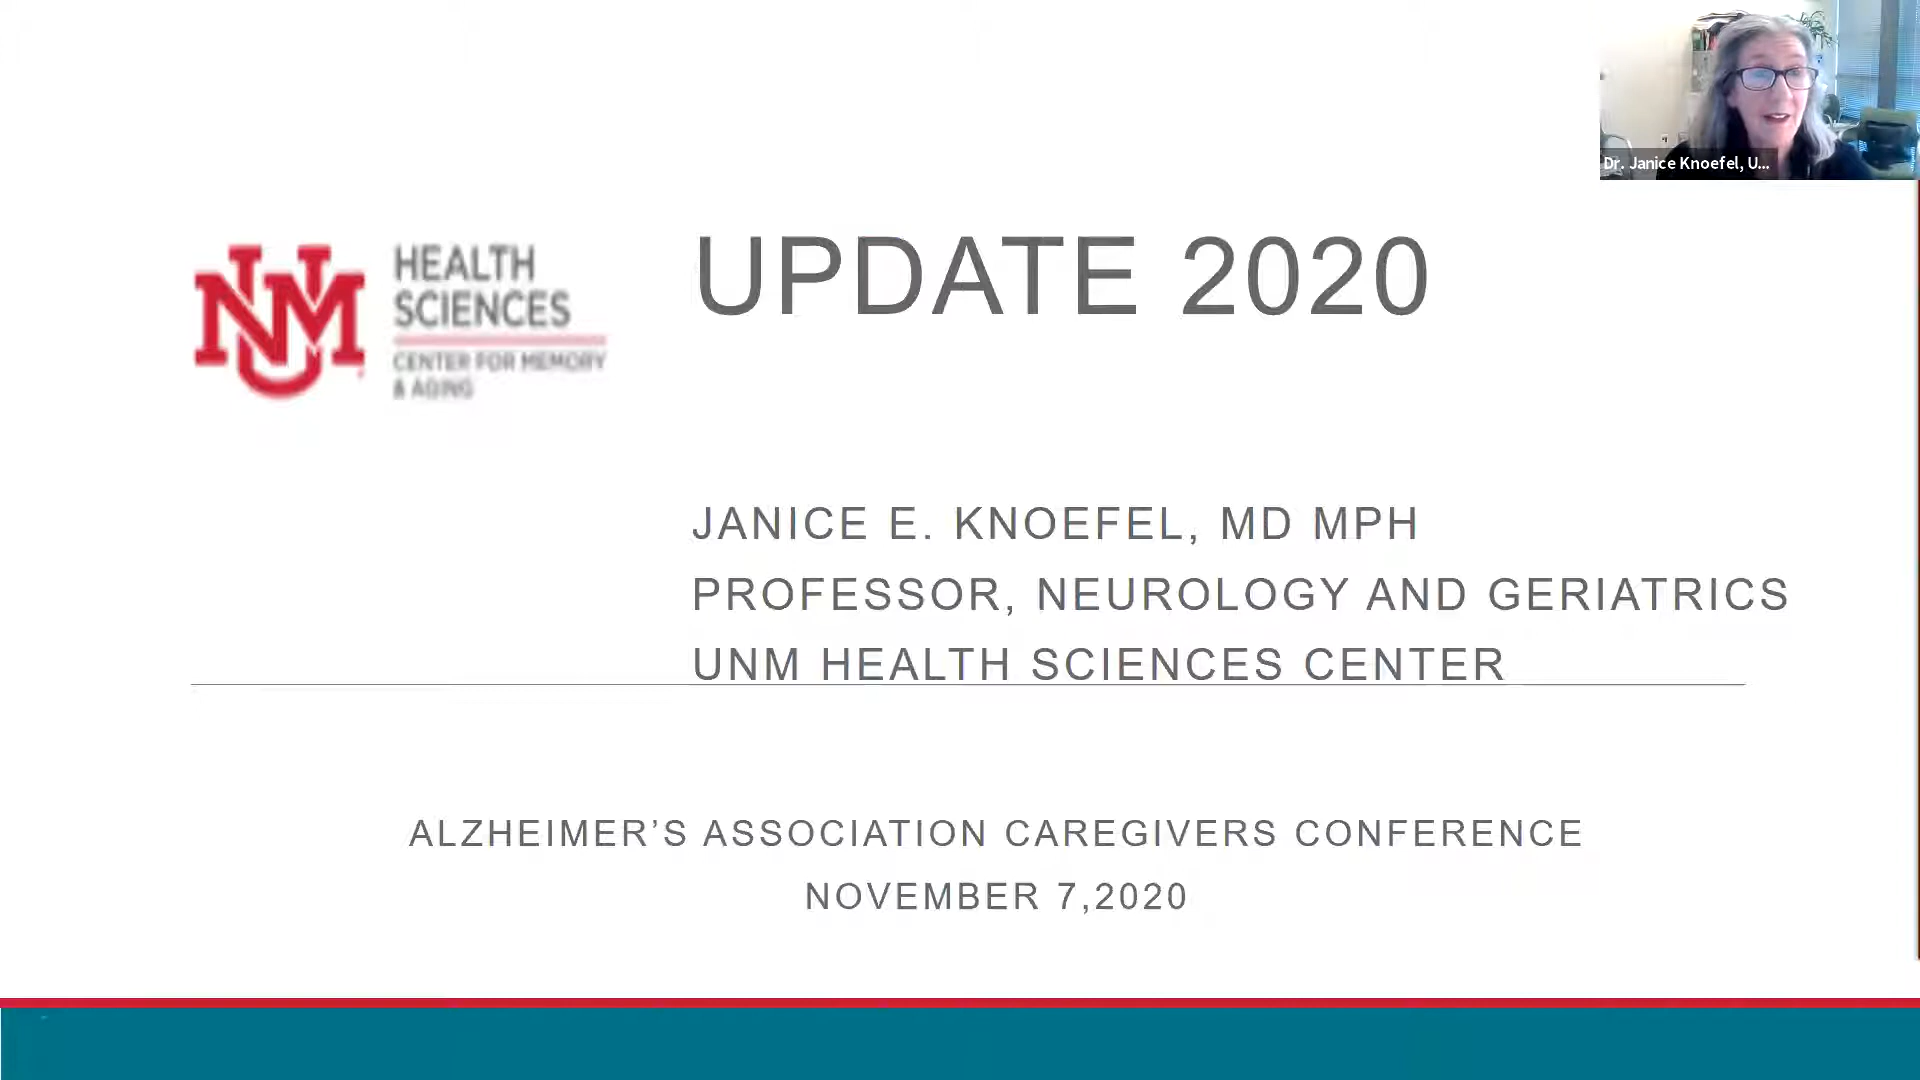 Dr. Janice Knoefel, U...
UPDATE 2020
UNM
HEALTH
SCIENCES
CENTER FOR MEMORY
& AGING
JANICE E. KNOEFEL, MD MPH
PROFESSOR, NEUROLOGY AND GERIATRICS
UNM HEALTH SCIENCES CENTER
ALZHEIMER’S ASSOCIATION CAREGIVERS CONFERENCE
NOVEMBER 7,2020